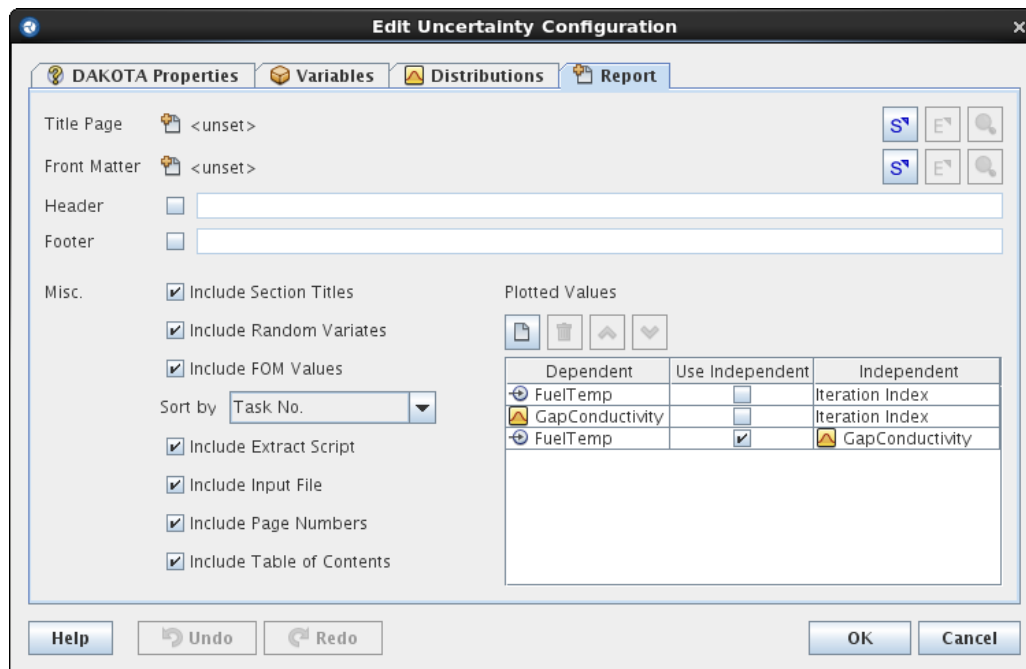 Edit Uncertainty Configuration
DAKOTA Properties Variables Distributions Report
Title Page <unset> S E
Front Matter <unset> S E
Header
Footer
Misc. Include Section Titles Plotted Values
Include Random Variates
Include FOM Values
Dependent Use Independent Independent
Sort by Task No.
FuelTemp Iteration Index
GapConductivity Iteration Index
FuelTemp GapConductivity
Include Extract Script
Include Input File
Include Page Numbers
Include Table of Contents
Help Undo Redo OK Cancel